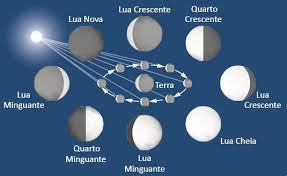 Lua Nova
Lua Crescente
Quarto
Crescente
Lua
Minguante
Terra
Lua
Crescente
Quarto
Minguante
Lua
Minguante
Lua Cheia